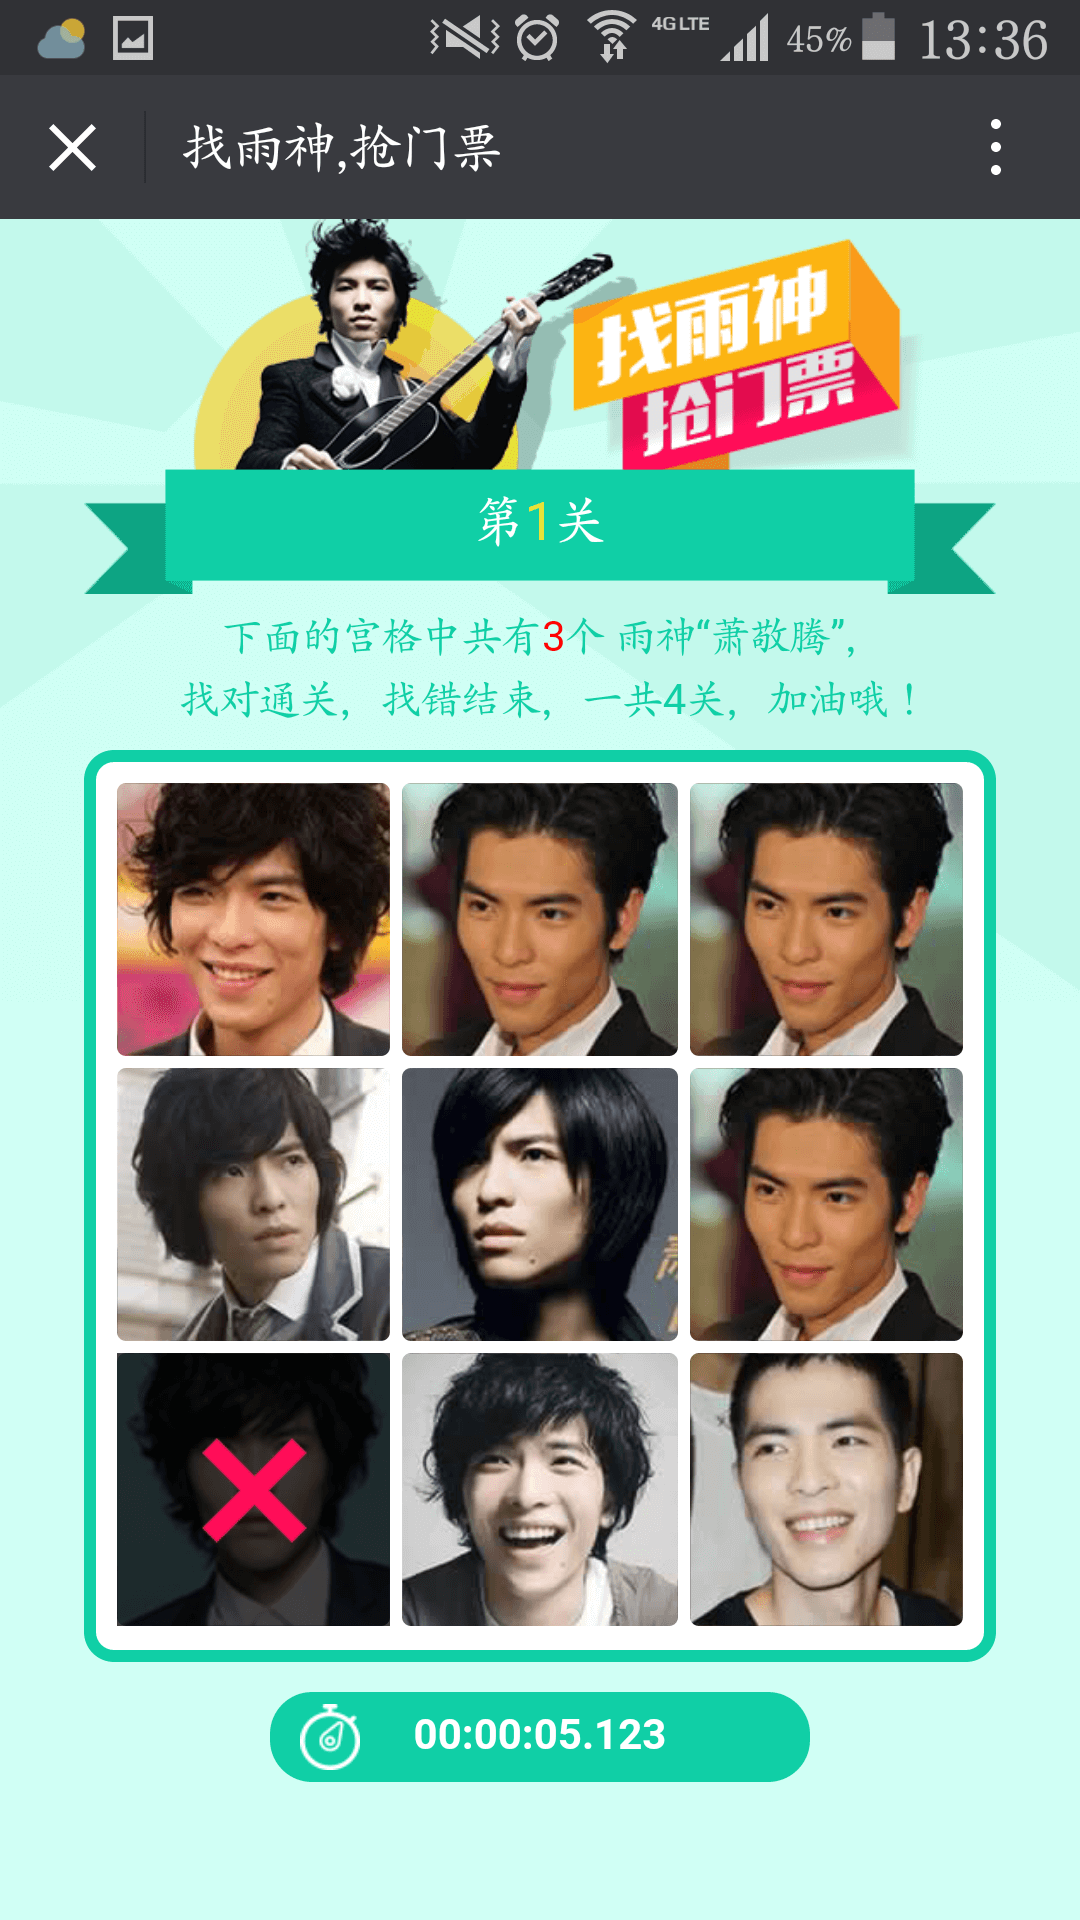 4G LTE 45% 13:36
找雨神,抢门票
找雨神
抢门票
第1关
下面的宫格中共有3个 雨神“萧敬腾”,
找对通关，找错结束，一共4关，加油哦！
00:00:05.123